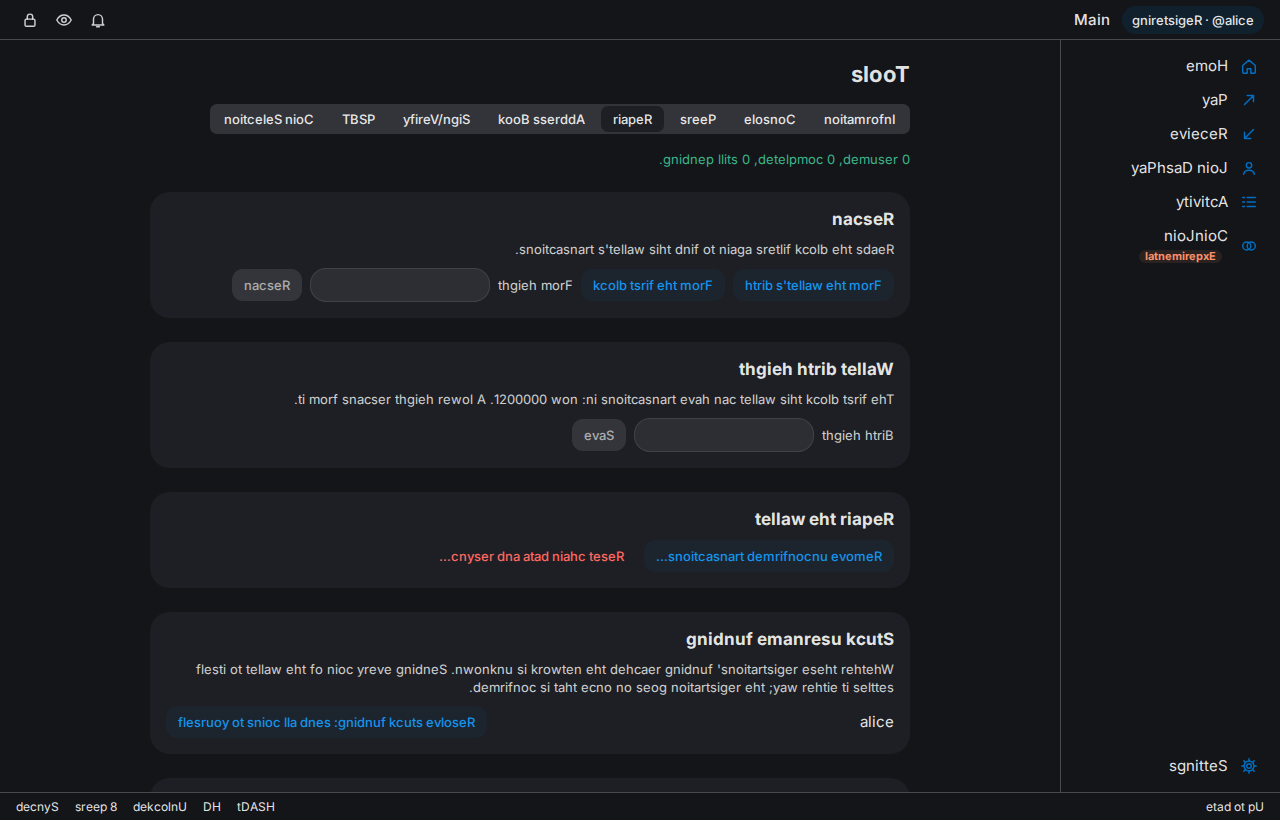 Main
gniretsigeR · @alice
emoH
yaP
evieceR
yaPhsaD nioJ
ytivitcA
nioJnioC
latnemirepxE
sgnitteS
slooT
noitceleS nioC
TBSP
yfireV/ngiS
kooB sserddA
riapeR
sreeP
elosnoC
noitamrofnI
.gnidnep llits 0 ,detelpmoc 0 ,demuser 0
nacseR
.snoitcasnart s'tellaw siht dnif ot niaga sretlif kcolb eht sdaeR
nacseR
thgieh morF
kcolb tsrif eht morF
htrib s'tellaw eht morF
thgieh htrib tellaW
.ti morf snacser thgieh rewol A .1200000 won :ni snoitcasnart evah nac tellaw siht kcolb tsrif ehT
evaS
thgieh htriB
tellaw eht riapeR
...cnyser dna atad niahc teseR
...snoitcasnart demrifnocnu evomeR
gnidnuf emanresu kcutS
flesti ot tellaw eht fo nioc yreve gnidneS .nwonknu si krowten eht dehcaer gnidnuf 'snoitartsiger eseht rehtehW
.demrifnoc si taht ecno no seog noitartsiger eht ;yaw rehtie ti selttes
flesruoy ot snioc lla dnes :gnidnuf kcuts evloseR
alice
decnyS
sreep 8
dekcolnU
DH
tDASH
etad ot pU